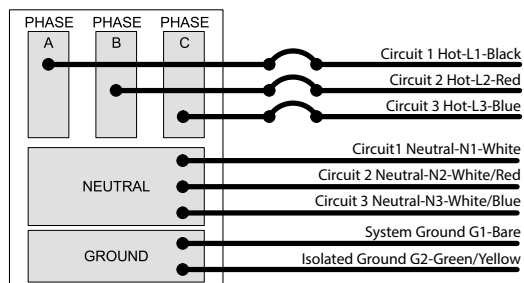 PHASE PHASE PHASE
A B C
Circuit 1 Hot-L1-Black
Circuit 2 Hot-L2-Red
Circuit 3 Hot-L3-Blue
NEUTRAL
Circuit1 Neutral-N1-White
Circuit 2 Neutral-N2-White/Red
Circuit 3 Neutral-N3-White/Blue
GROUND
System Ground G1-Bare
Isolated Ground G2-Green/Yellow